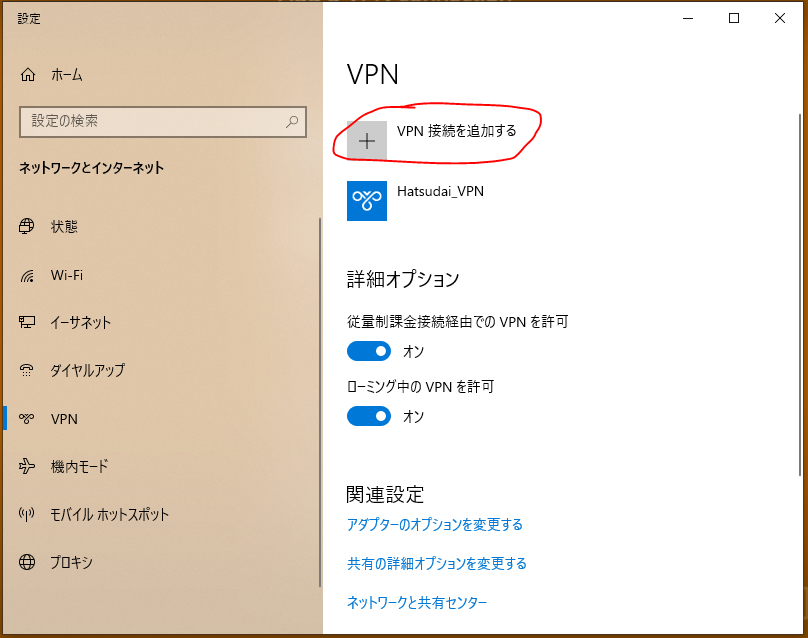 設定
ホーム
設定の検索
ネットワークとインターネット
状態
Wi-Fi
イーサネット
ダイヤルアップ
VPN
機内モード
モバイル ホットスポット
プロキシ
VPN
VPN 接続を追加する
Hatsudai_VPN
詳細オプション
従量制課金接続経由での VPN を許可
オン
ローミング中の VPN を許可
オン
関連設定
アダプターのオプションを変更する
共有の詳細オプションを変更する
ネットワークと共有センター